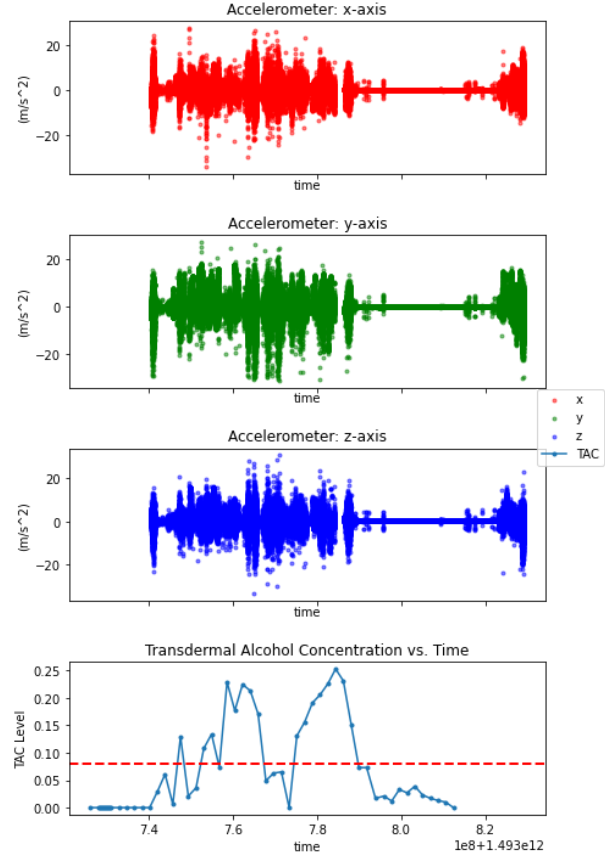 Accelerometer: x-axis
20
0
−20
(m/s^2)
time
Accelerometer: y-axis
20
0
−20
(m/s^2)
time
x
y
z
TAC
Accelerometer: z-axis
20
0
−20
(m/s^2)
time
Transdermal Alcohol Concentration vs. Time
0.25
0.20
0.15
0.10
0.05
0.00
TAC Level
7.4 7.6 7.8 8.0 8.2
time
1e8+1.493e12